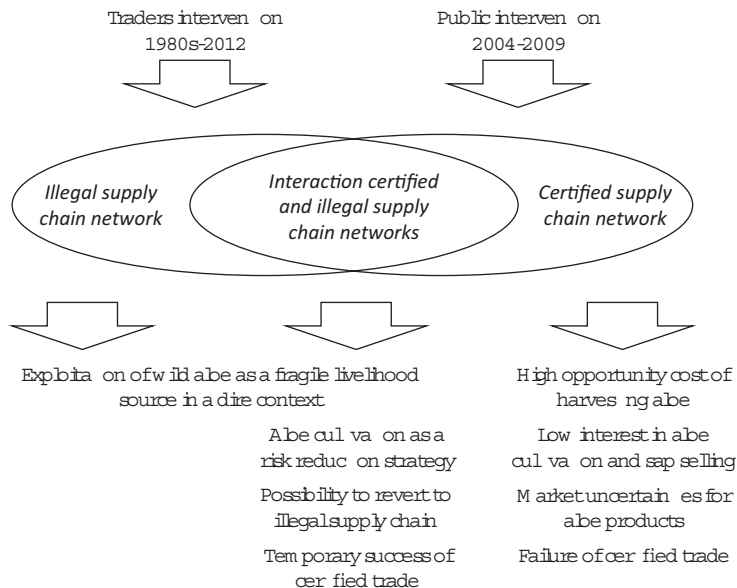 Traders interven on
1980s-2012
Public interven on
2004-2009
Illegal supply
chain network
Interaction certified
and illegal supply
chain networks
Certified supply
chain network
Exploita on of wild aloe as a fragile livelihood
source in a dire context
Aloe cul va on as a
risk reduc on strategy
Possibility to revert to
illegal supply chain
Temporary success of
cer fied trade
High opportunity cost of
harves ng aloe
Low interest in aloe
cul va on and sap selling
Market uncertain es for
aloe products
Failure of cer fied trade